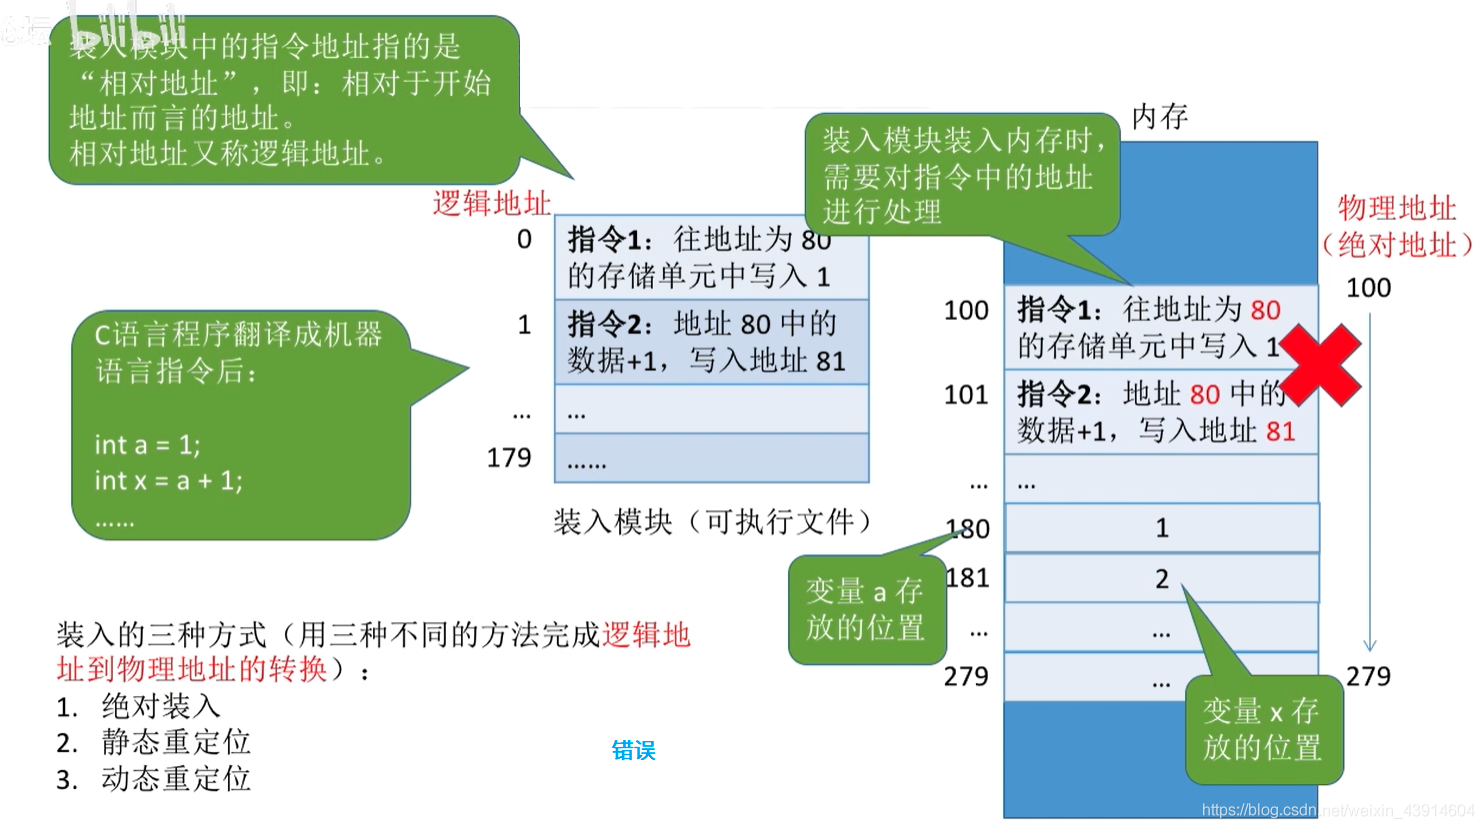 bilibili
装入模块中的指令地址指的是
“相对地址”，即：相对于开始
地址而言的地址。
相对地址又称逻辑地址。
逻辑地址
0
指令1：往地址为 80
的存储单元中写入 1
1
指令2：地址 80 中的
数据+1，写入地址 81
...
...
179
......
装入模块（可执行文件）
C语言程序翻译成机器
语言指令后：
int a = 1;
int x = a + 1;
......
装入模块装入内存时，
需要对指令中的地址
进行处理
内存
物理地址
（绝对地址）
100
279
100
指令1：往地址为 80
的存储单元中写入 1
101
指令2：地址 80 中的
数据+1，写入地址 81
...
...
180
1
181
2
...
...
279
...
变量 a 存
放的位置
变量 x 存
放的位置
装入的三种方式（用三种不同的方法完成逻辑地
址到物理地址的转换）：
1. 绝对装入
2. 静态重定位
3. 动态重定位
错误
https://blog.csdn.net/weixin_43914604